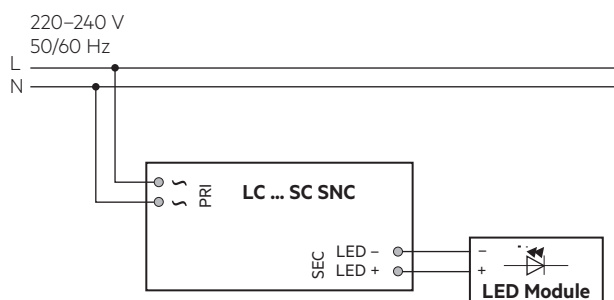 220–240 V
50/60 Hz
L
N
~
~
PRI
LC ... SC SNC
SEC
LED –
LED +
–
+
LED Module